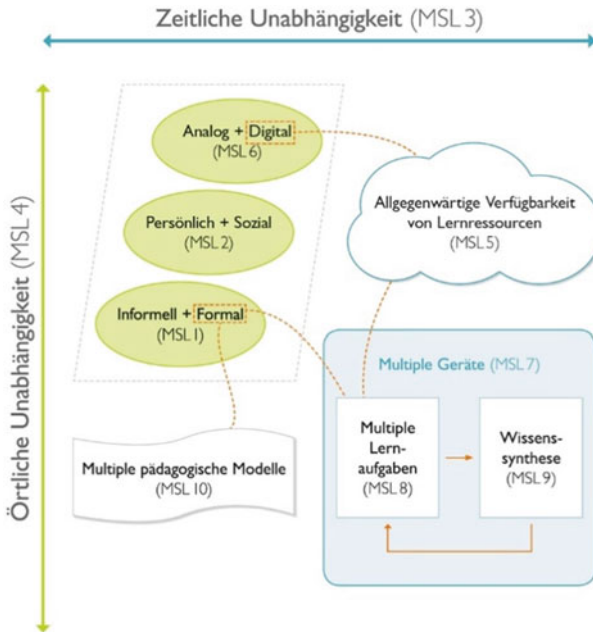 Zeitliche Unabhängigkeit (MSL 3)
Örtliche Unabhängigkeit (MSL 4)
Analog + Digital
(MSL 6)
Persönlich + Sozial
(MSL 2)
Informell + Formal
(MSL 1)
Allgegenwärtige Verfügbarkeit
von Lernressourcen
(MSL 5)
Multiple pädagogische Modelle
(MSL 10)
Multiple Geräte (MSL 7)
Multiple
Lern-
aufgaben
(MSL 8)
Wissens-
synthese
(MSL 9)